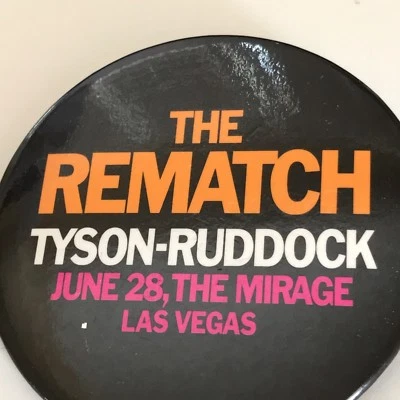 THE
REMATCH
TYSON-RUDDOCK
JUNE 28, THE MIRAGE
LAS VEGAS